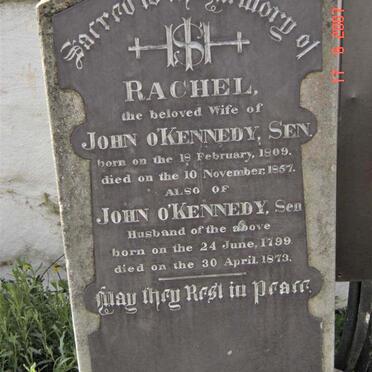 Sacred to the Memory of
IHS
RACHEL,
the beloved Wife of
JOHN O'KENNEDY, SEN.
born on the 18 February, 1809.
died on the 10 November, 1857.
ALSO OF
JOHN O'KENNEDY, Sen
Husband of the above
born on the 24 June, 1799
died on the 30 April, 1873.
May they Rest in Peace.
17 6 2007